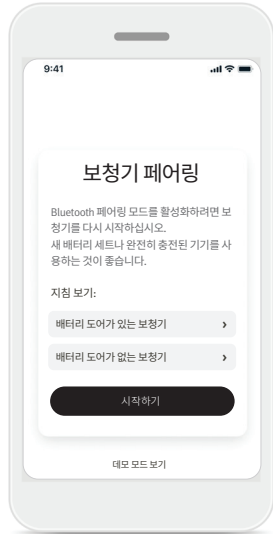 9:41
보청기 페어링
Bluetooth 페어링 모드를 활성화하려면 보
청기를 다시 시작하십시오.
새 배터리 세트나 완전히 충전된 기기를 사
용하는 것이 좋습니다.
지침 보기:
배터리 도어가 있는 보청기
배터리 도어가 없는 보청기
시작하기
데모 모드 보기